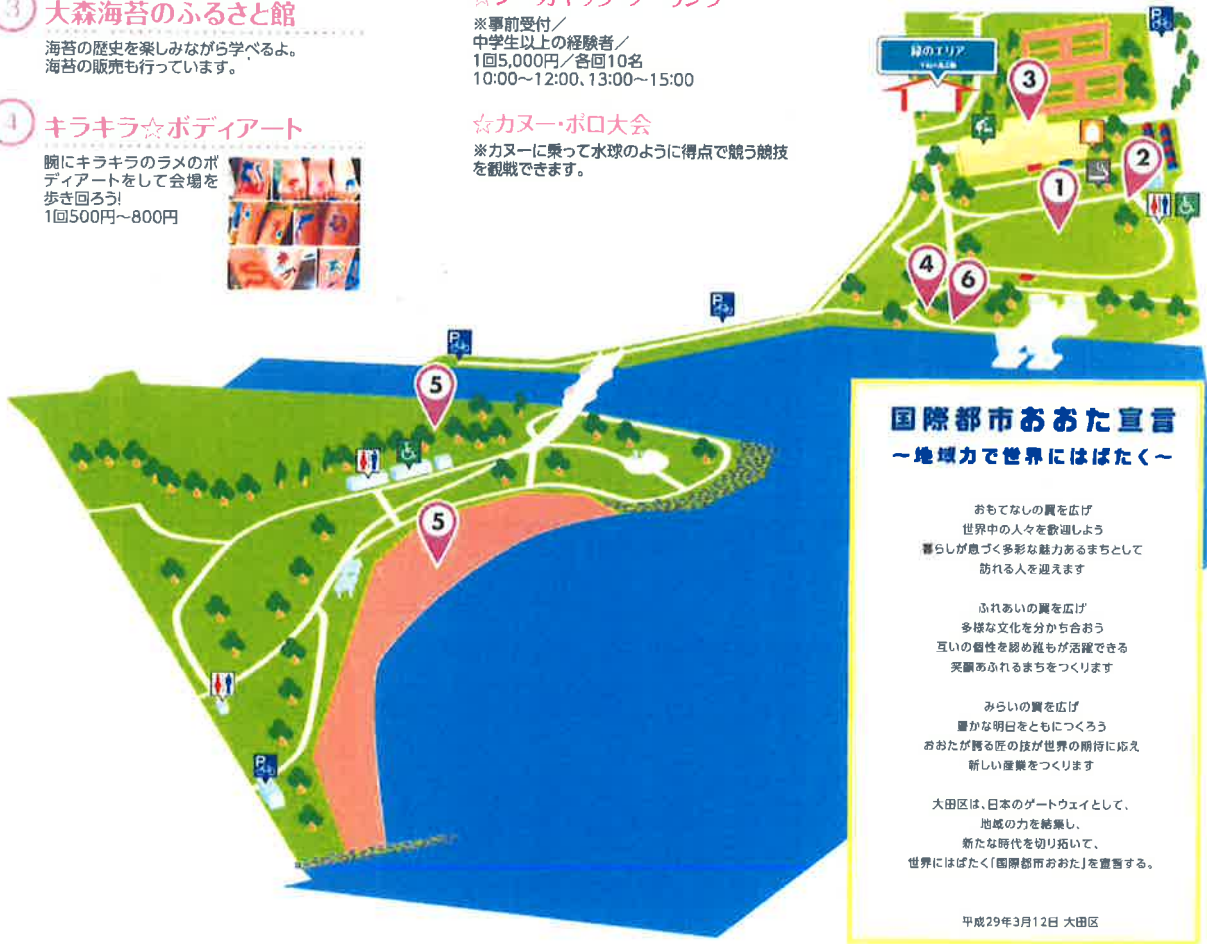 3
大森海苔のふるさと館
海苔の歴史を楽しみながら学べるよ。
海苔の販売も行っています。
4
キラキラ☆ボディアート
腕にキラキラのラメのボ
ディアートをして会場を
歩き回ろう!
1回500円~800円
※事前受付/
中学生以上の経験者/
1回5,000円/各回10名
10:00~12:00、13:00~15:00
☆カヌー・ポロ大会
※カヌーに乗って水球のように得点で競う競技
を観戦できます。
緑のエリア
P
3
2
1
4
6
P
P
5
5
P
国際都市おおた宣言
~地域力で世界にはばたく~
おもてなしの翼を広げ
世界中の人々を歓迎しよう
暮らしが息づく多彩な魅力あるまちとして
訪れる人を迎えます
ふれあいの翼を広げ
多様な文化を分かち合おう
互いの個性を認め誰もが活躍できる
笑顔あふれるまちをつくります
みらいの翼を広げ
豊かな明日をともにつくろう
おおたが誇る匠の技が世界の期待に応え
新しい産業をつくります
大田区は、日本のゲートウェイとして、
地域の力を結集し、
新たな時代を切り拓いて、
世界にはばたく「国際都市おおた」を宣言する。
平成29年3月12日 大田区